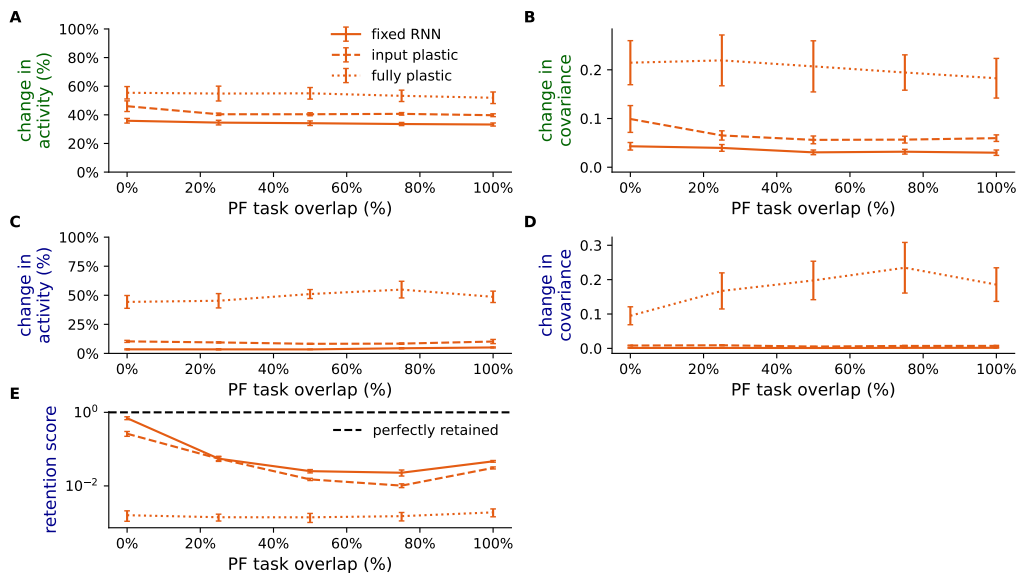 A
change in
activity (%)
100%
80%
60%
40%
20%
0%
fixed RNN
input plastic
fully plastic
0%
20%
40%
60%
80%
100%
PF task overlap (%)
B
change in
covariance
0.2
0.1
0.0
0%
20%
40%
60%
80%
100%
PF task overlap (%)
C
change in
activity (%)
100%
75%
50%
25%
0%
0%
20%
40%
60%
80%
100%
PF task overlap (%)
D
change in
covariance
0.3
0.2
0.1
0.0
0%
20%
40%
60%
80%
100%
PF task overlap (%)
E
retention score
10⁰
10⁻²
perfectly retained
0%
20%
40%
60%
80%
100%
PF task overlap (%)